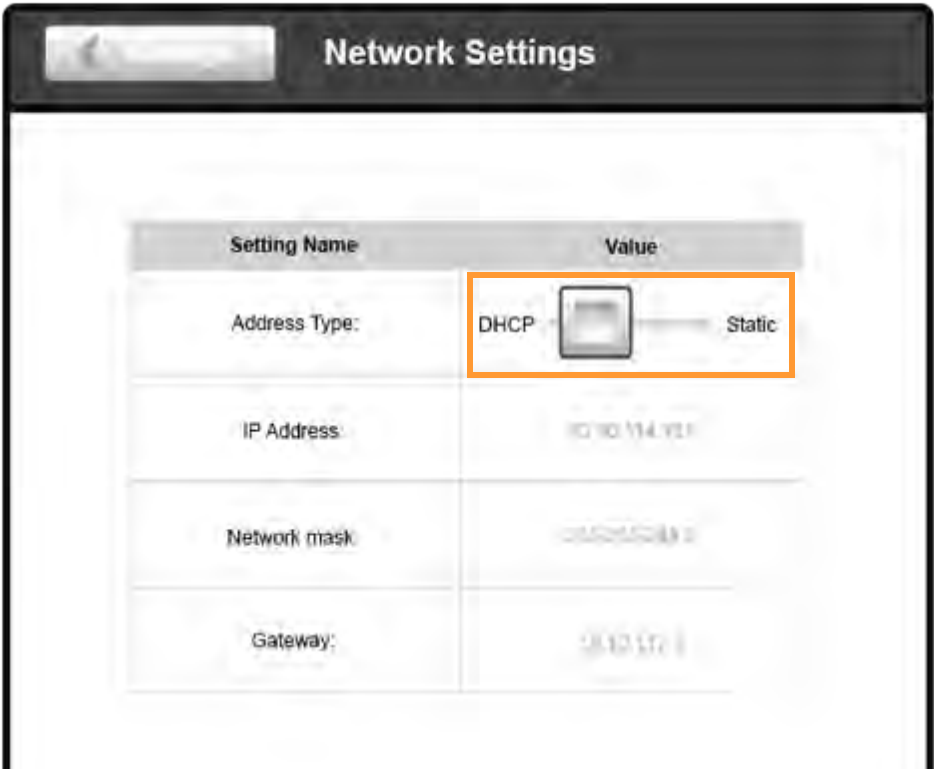 Network Settings
Setting Name Value
Address Type: DHCP Static
IP Address
Network mask
Gateway: